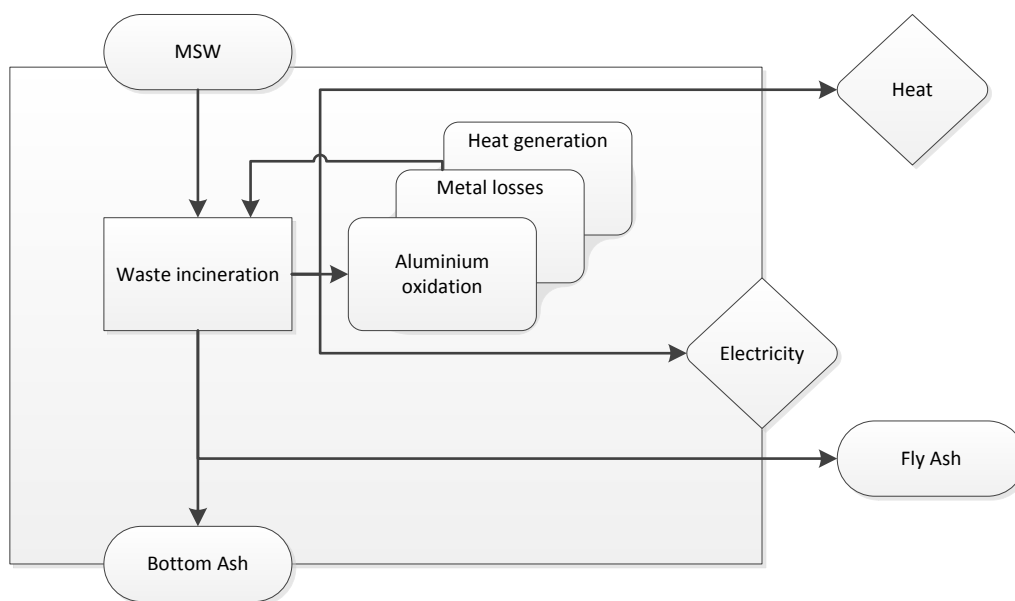 MSW
Heat
Heat generation
Metal losses
Waste incineration
Aluminium
oxidation
Electricity
Fly Ash
Bottom Ash